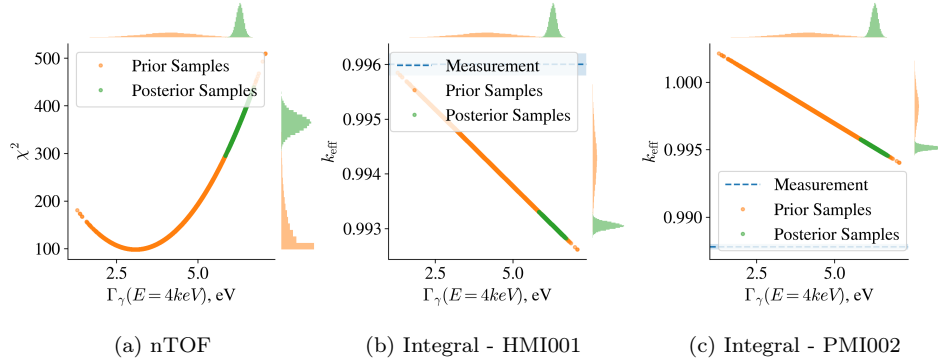 500
400
300
200
100
χ²
Prior Samples
Posterior Samples
2.5 5.0
Γγ(E = 4keV), eV
(a) nTOF
0.996
0.995
0.994
0.993
keff
Measurement
Prior Samples
Posterior Samples
2.5 5.0
Γγ(E = 4keV), eV
(b) Integral - HMI001
1.000
0.995
0.990
keff
Measurement
Prior Samples
Posterior Samples
2.5 5.0
Γγ(E = 4keV), eV
(c) Integral - PMI002